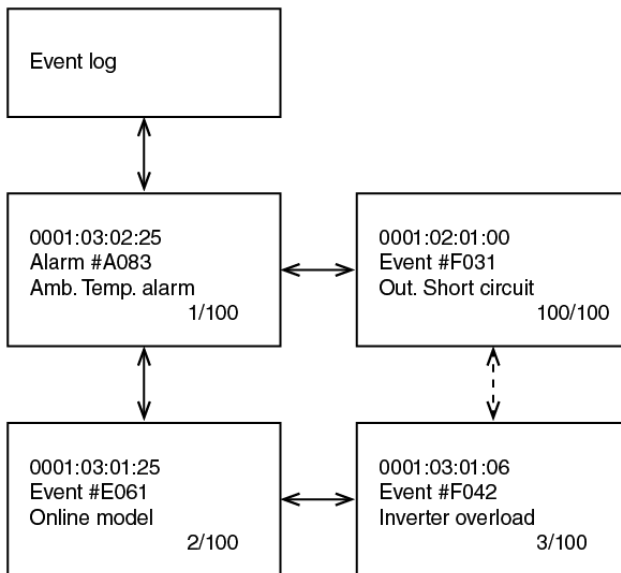 Event log
0001:03:02:25
Alarm #A083
Amb. Temp. alarm
1/100
0001:02:01:00
Event #F031
Out. Short circuit
100/100
0001:03:01:25
Event #E061
Online model
2/100
0001:03:01:06
Event #F042
Inverter overload
3/100